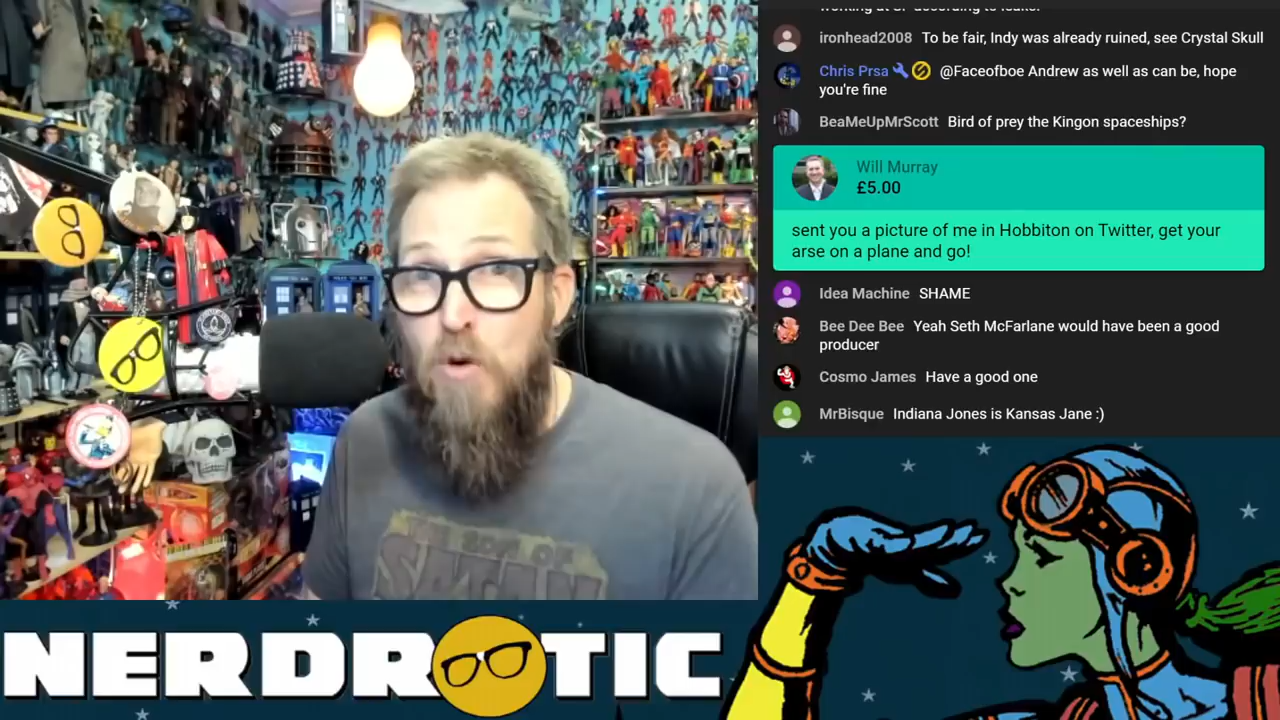 ironhead2008 To be fair, Indy was already ruined, see Crystal Skull
Chris Prsa @Faceofboe Andrew as well as can be, hope
you're fine
BeaMeUpMrScott Bird of prey the Kingon spaceships?
Will Murray
£5.00
sent you a picture of me in Hobbiton on Twitter, get your
arse on a plane and go!
Idea Machine SHAME
Bee Dee Bee Yeah Seth McFarlane would have been a good
producer
Cosmo James Have a good one
MrBisque Indiana Jones is Kansas Jane :)
THE SON OF
SATAN
NERDROTIC